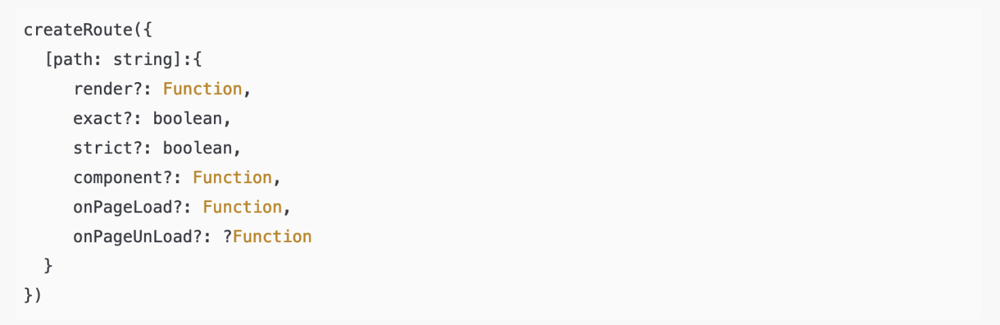 createRoute({
  [path: string]:{
     render?: Function,
     exact?: boolean,
     strict?: boolean,
     component?: Function,
     onPageLoad?: Function,
     onPageUnLoad?: ?Function
  }
})